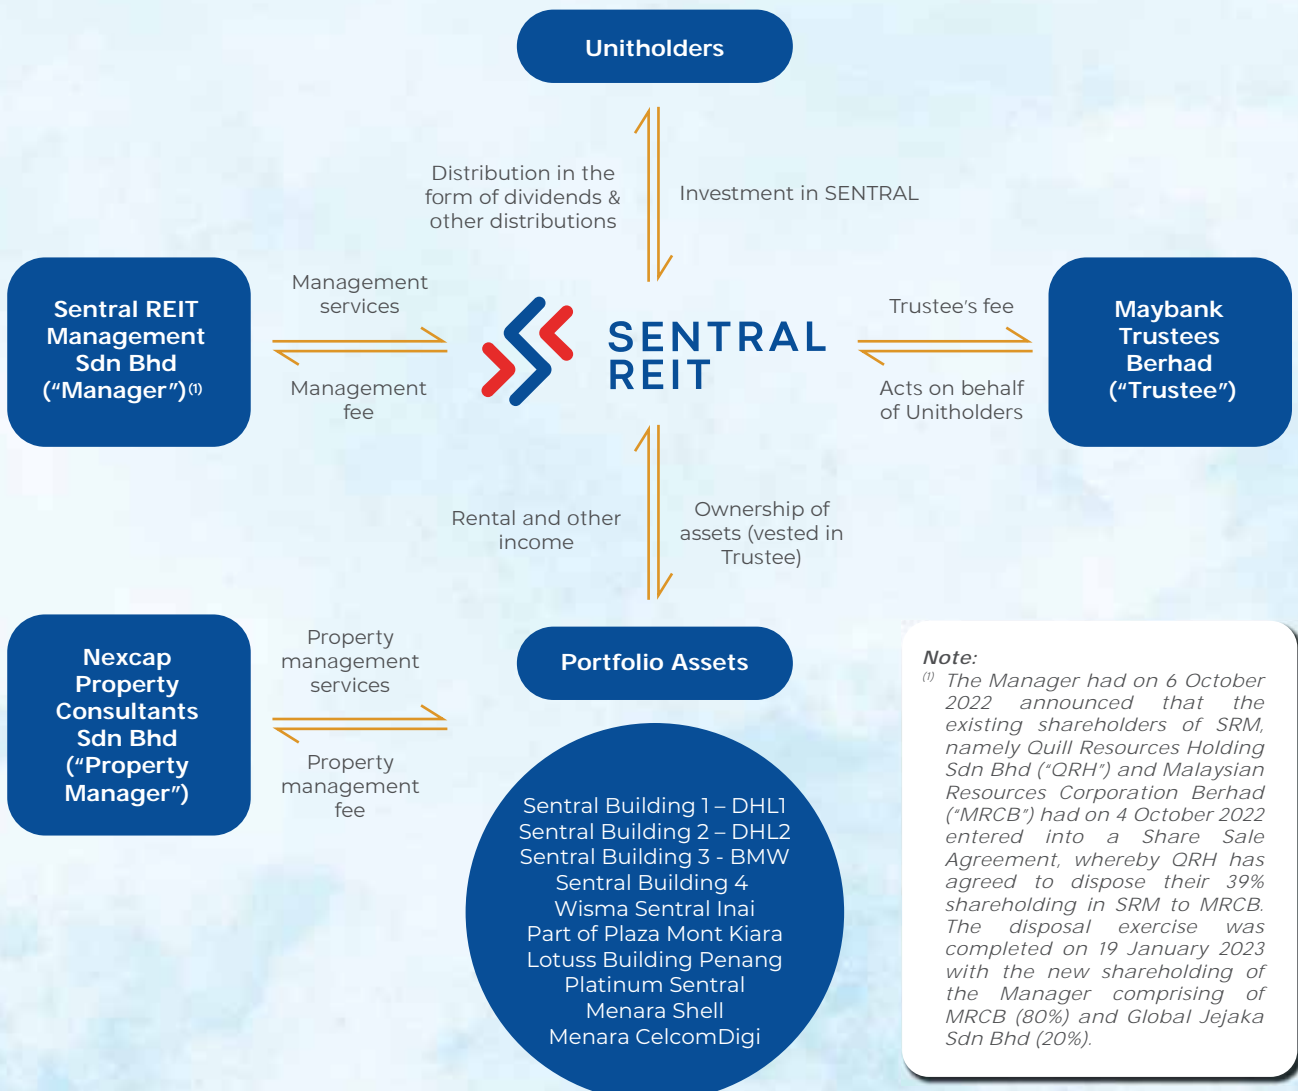 Unitholders
Distribution in the
form of dividends &
other distributions
Investment in SENTRAL
Sentral REIT
Management
Sdn Bhd
(“Manager”)(1)
Management
services
Management
fee
SENTRAL
REIT
Trustee’s fee
Acts on behalf
of Unitholders
Maybank
Trustees
Berhad
(“Trustee”)
Rental and other
income
Ownership of
assets (vested in
Trustee)
Nexcap
Property
Consultants
Sdn Bhd
(“Property
Manager”)
Property
management
services
Property
management
fee
Portfolio Assets
Sentral Building 1 – DHL1
Sentral Building 2 – DHL2
Sentral Building 3 - BMW
Sentral Building 4
Wisma Sentral Inai
Part of Plaza Mont Kiara
Lotuss Building Penang
Platinum Sentral
Menara Shell
Menara CelcomDigi
Note:
(1) The Manager had on 6 October
2022 announced that the
existing shareholders of SRM,
namely Quill Resources Holding
Sdn Bhd (“QRH”) and Malaysian
Resources Corporation Berhad
(“MRCB”) had on 4 October 2022
entered into a Share Sale
Agreement, whereby QRH has
agreed to dispose their 39%
shareholding in SRM to MRCB.
The disposal exercise was
completed on 19 January 2023
with the new shareholding of
the Manager comprising of
MRCB (80%) and Global Jejaka
Sdn Bhd (20%).